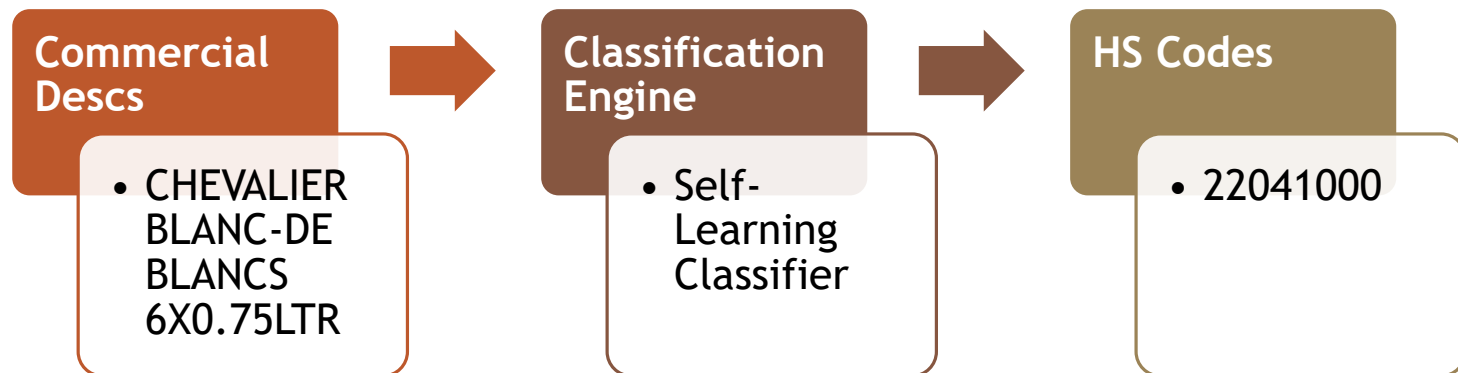 Commercial
Descs
• CHEVALIER
BLANC-DE
BLANCS
6X0.75LTR
Classification
Engine
• Self-
Learning
Classifier
HS Codes
• 22041000